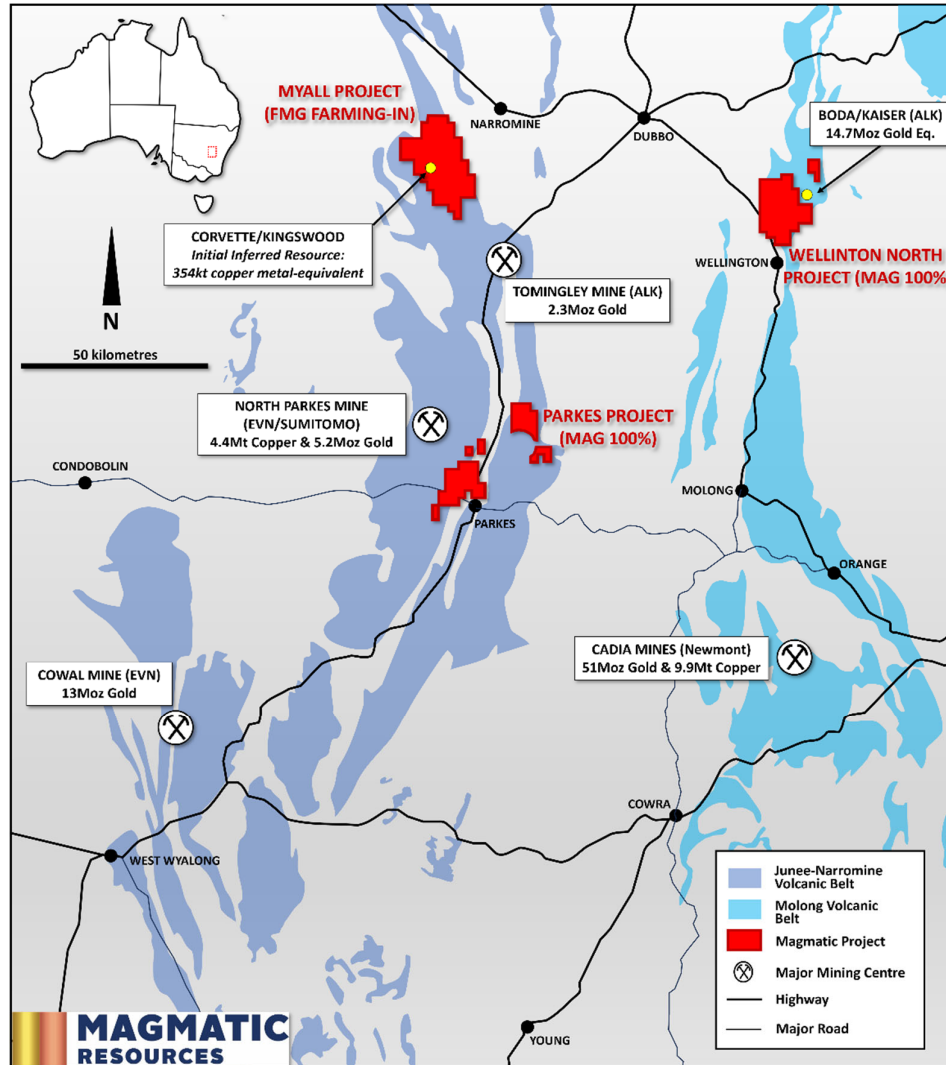 MYALL PROJECT
(FMG FARMING-IN)
NARROMINE
DUBBO
BODA/KAISER (ALK)
14.7Moz Gold Eq.
CORVETTE/KINGSWOOD
Initial Inferred Resource:
354kt copper metal-equivalent
WELLINGTON
WELLINTON NORTH
PROJECT (MAG 100%
TOMINGLEY MINE (ALK)
2.3Moz Gold
N
50 kilometres
NORTH PARKES MINE
(EVN/SUMITOMO)
4.4Mt Copper & 5.2Moz Gold
PARKES PROJECT
(MAG 100%)
CONDOBOLIN
MOLONG
PARKES
ORANGE
CADIA MINES (Newmont)
51Moz Gold & 9.9Mt Copper
COWAL MINE (EVN)
13Moz Gold
COWRA
WEST WYALONG
YOUNG
Junee-Narromine
Volcanic Belt
Molong Volcanic
Belt
Magmatic Project
Major Mining Centre
Highway
Major Road
MAGMATIC
RESOURCES